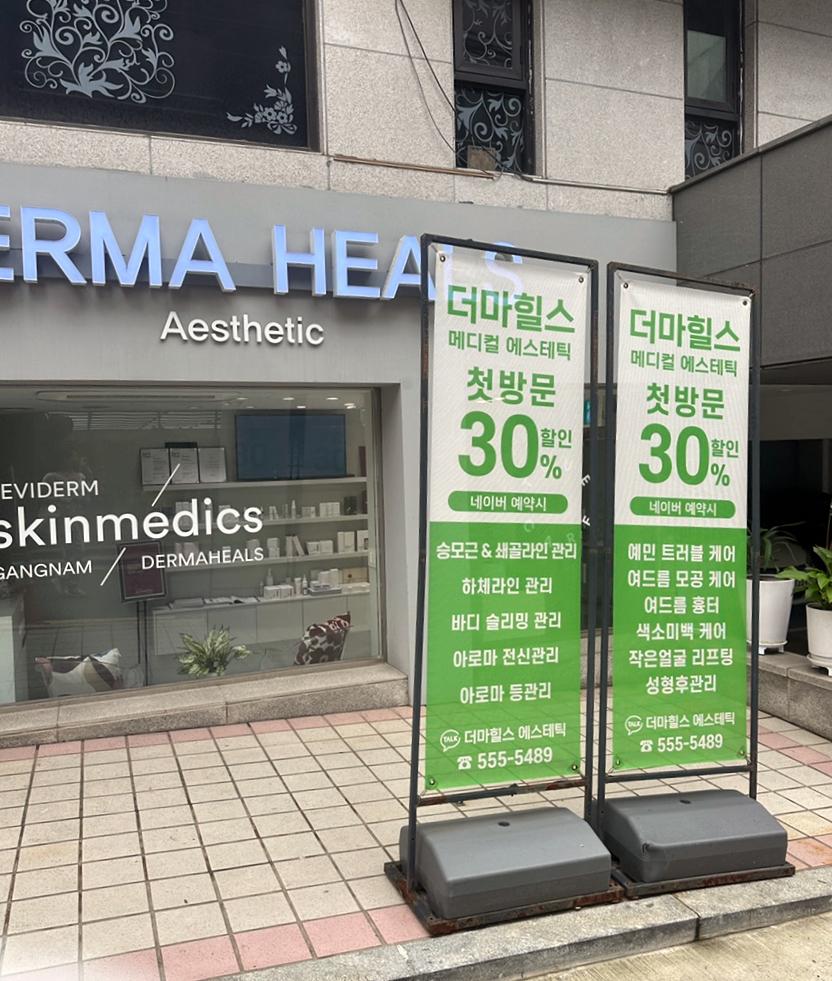 ERMA HEALS
Aesthetic
EVIDERM
skinmedics
GANGNAM / DERMAHEALS
더마힐스
메디컬 에스테틱
첫방문
30% 할인
네이버 예약시
승모근 & 쇄골라인 관리
하체라인 관리
바디 슬리밍 관리
아로마 전신관리
아로마 등관리
TALK 더마힐스 에스테틱
☎ 555-5489
더마힐스
메디컬 에스테틱
첫방문
30% 할인
네이버 예약시
예민 트러블 케어
여드름 모공 케어
여드름 흉터
색소미백 케어
작은얼굴 리프팅
성형후관리
TALK 더마힐스 에스테틱
☎ 555-5489